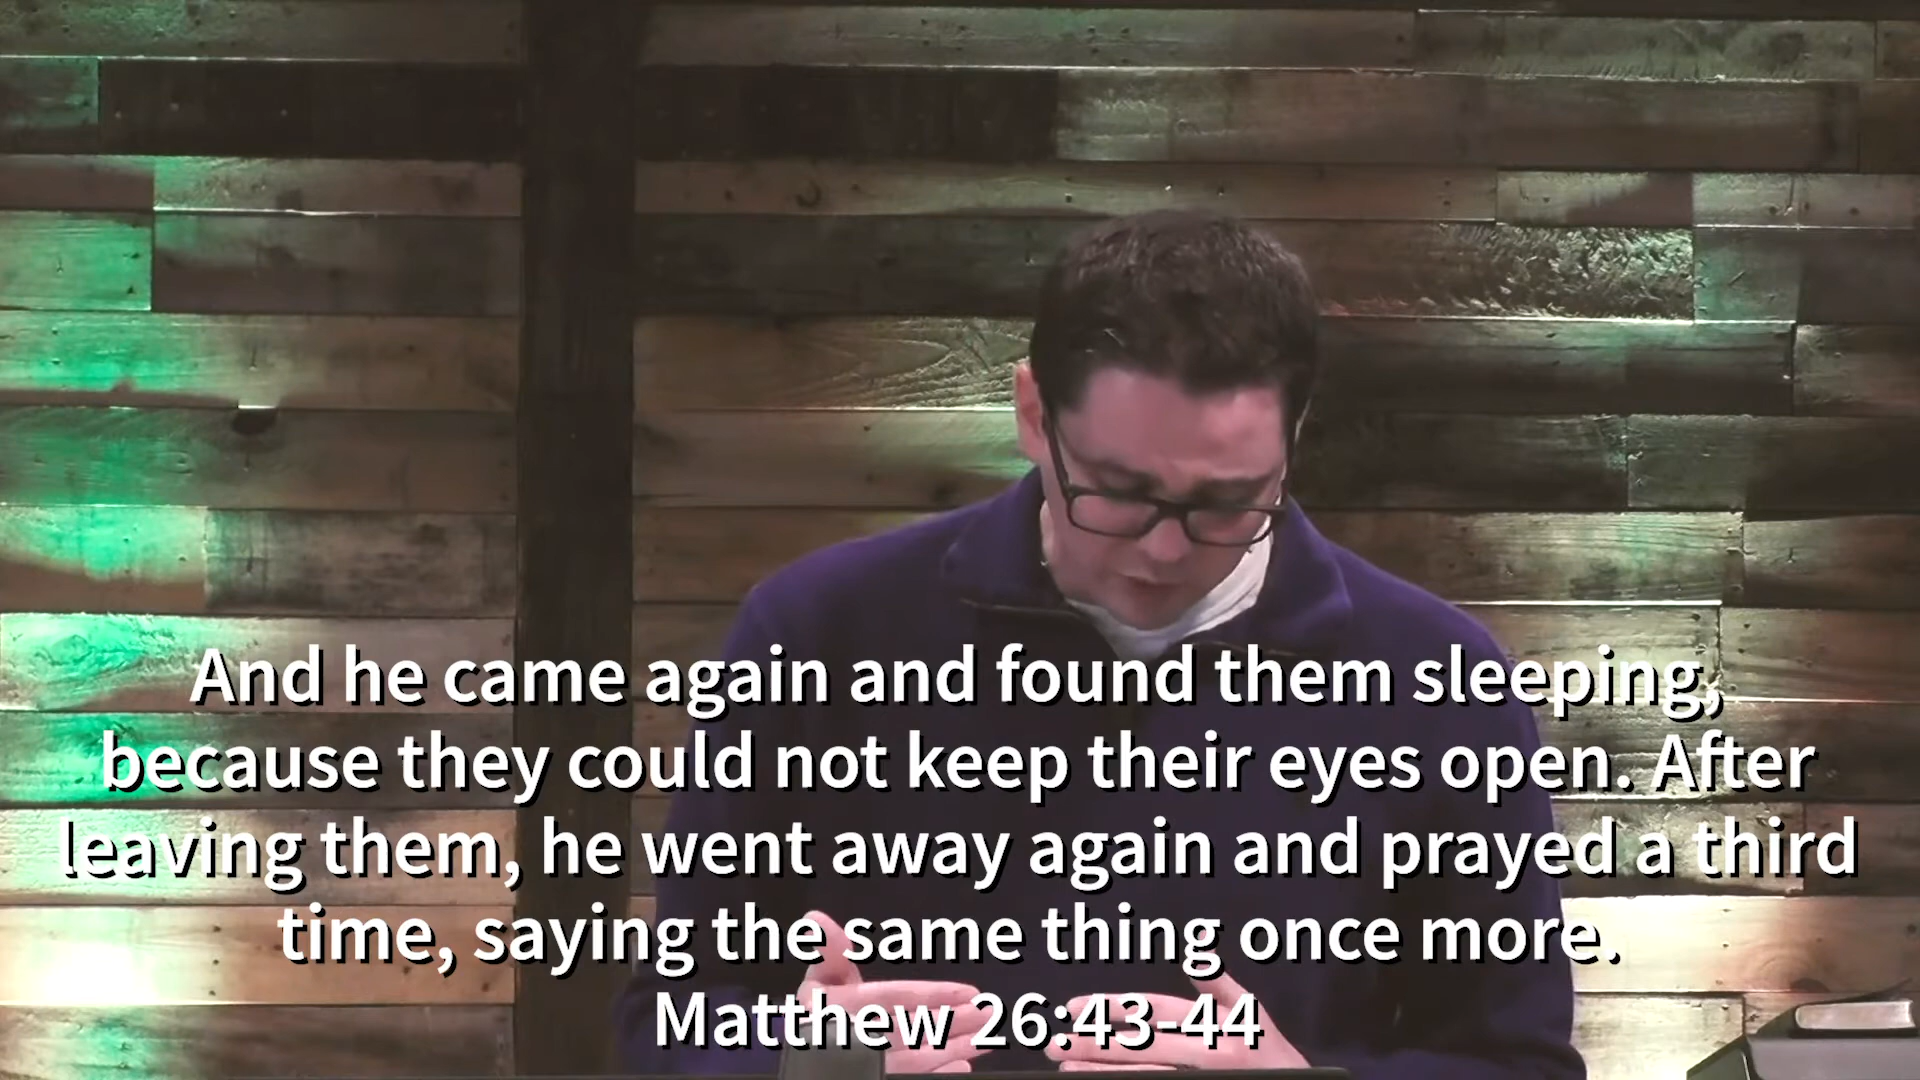 And he came again and found them sleeping,
because they could not keep their eyes open. After
leaving them, he went away again and prayed a third
time, saying the same thing once more.
Matthew 26:43-44